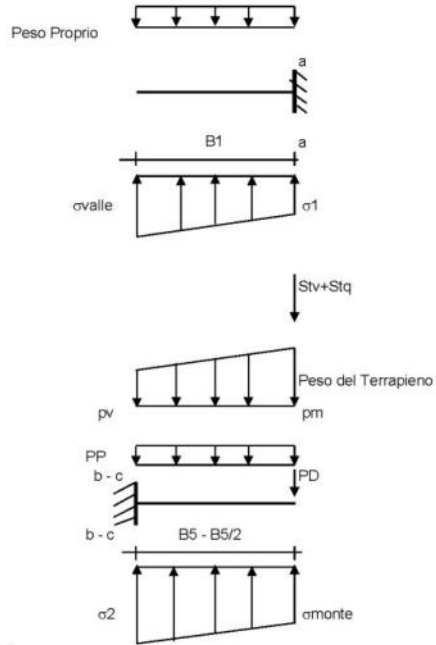 Peso Proprio
a
B1
a
σvalle
σ1
Stv+Stq
Peso del Terrapieno
pv
pm
PP
b - c
PD
b - c
B5 - B5/2
σ2
σmonte